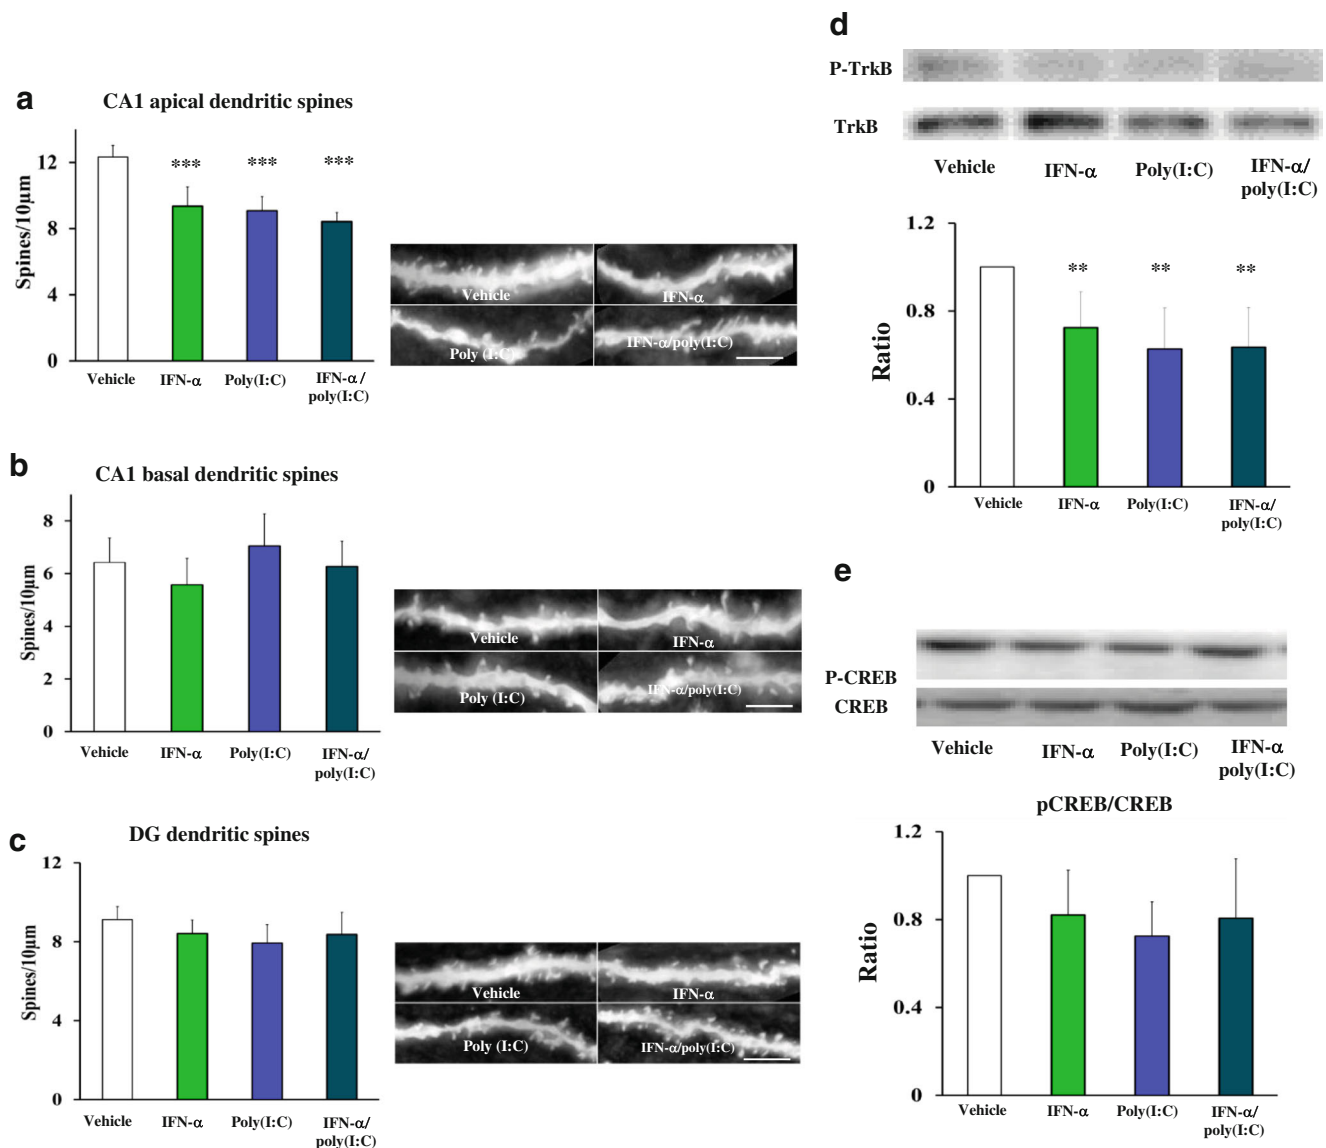 a
CA1 apical dendritic spines
Spines/10μm
12
8
4
0
*** *** ***
Vehicle IFN-α Poly(I:C) IFN-α/
poly(I:C)
Vehicle IFN-α
Poly (I:C) IFN-α/poly(I:C)
b
CA1 basal dendritic spines
Spines/10μm
8
6
4
2
0
Vehicle IFN-α Poly(I:C) IFN-α/
poly(I:C)
Vehicle IFN-α
Poly (I:C) IFN-α/poly(I:C)
c
DG dendritic spines
Spines/10μm
12
8
4
0
Vehicle IFN-α Poly(I:C) IFN-α/
poly(I:C)
Vehicle IFN-α
Poly (I:C) IFN-α/poly(I:C)
d
P-TrkB
TrkB
Vehicle IFN-α Poly(I:C) IFN-α/
poly(I:C)
Ratio
1.2
0.8
0.4
0
** ** **
Vehicle IFN-α Poly(I:C) IFN-α/
poly(I:C)
e
P-CREB
CREB
Vehicle IFN-α Poly(I:C) IFN-α
poly(I:C)
pCREB/CREB
Ratio
1.2
0.8
0.4
0
Vehicle IFN-α Poly(I:C) IFN-α/
poly(I:C)